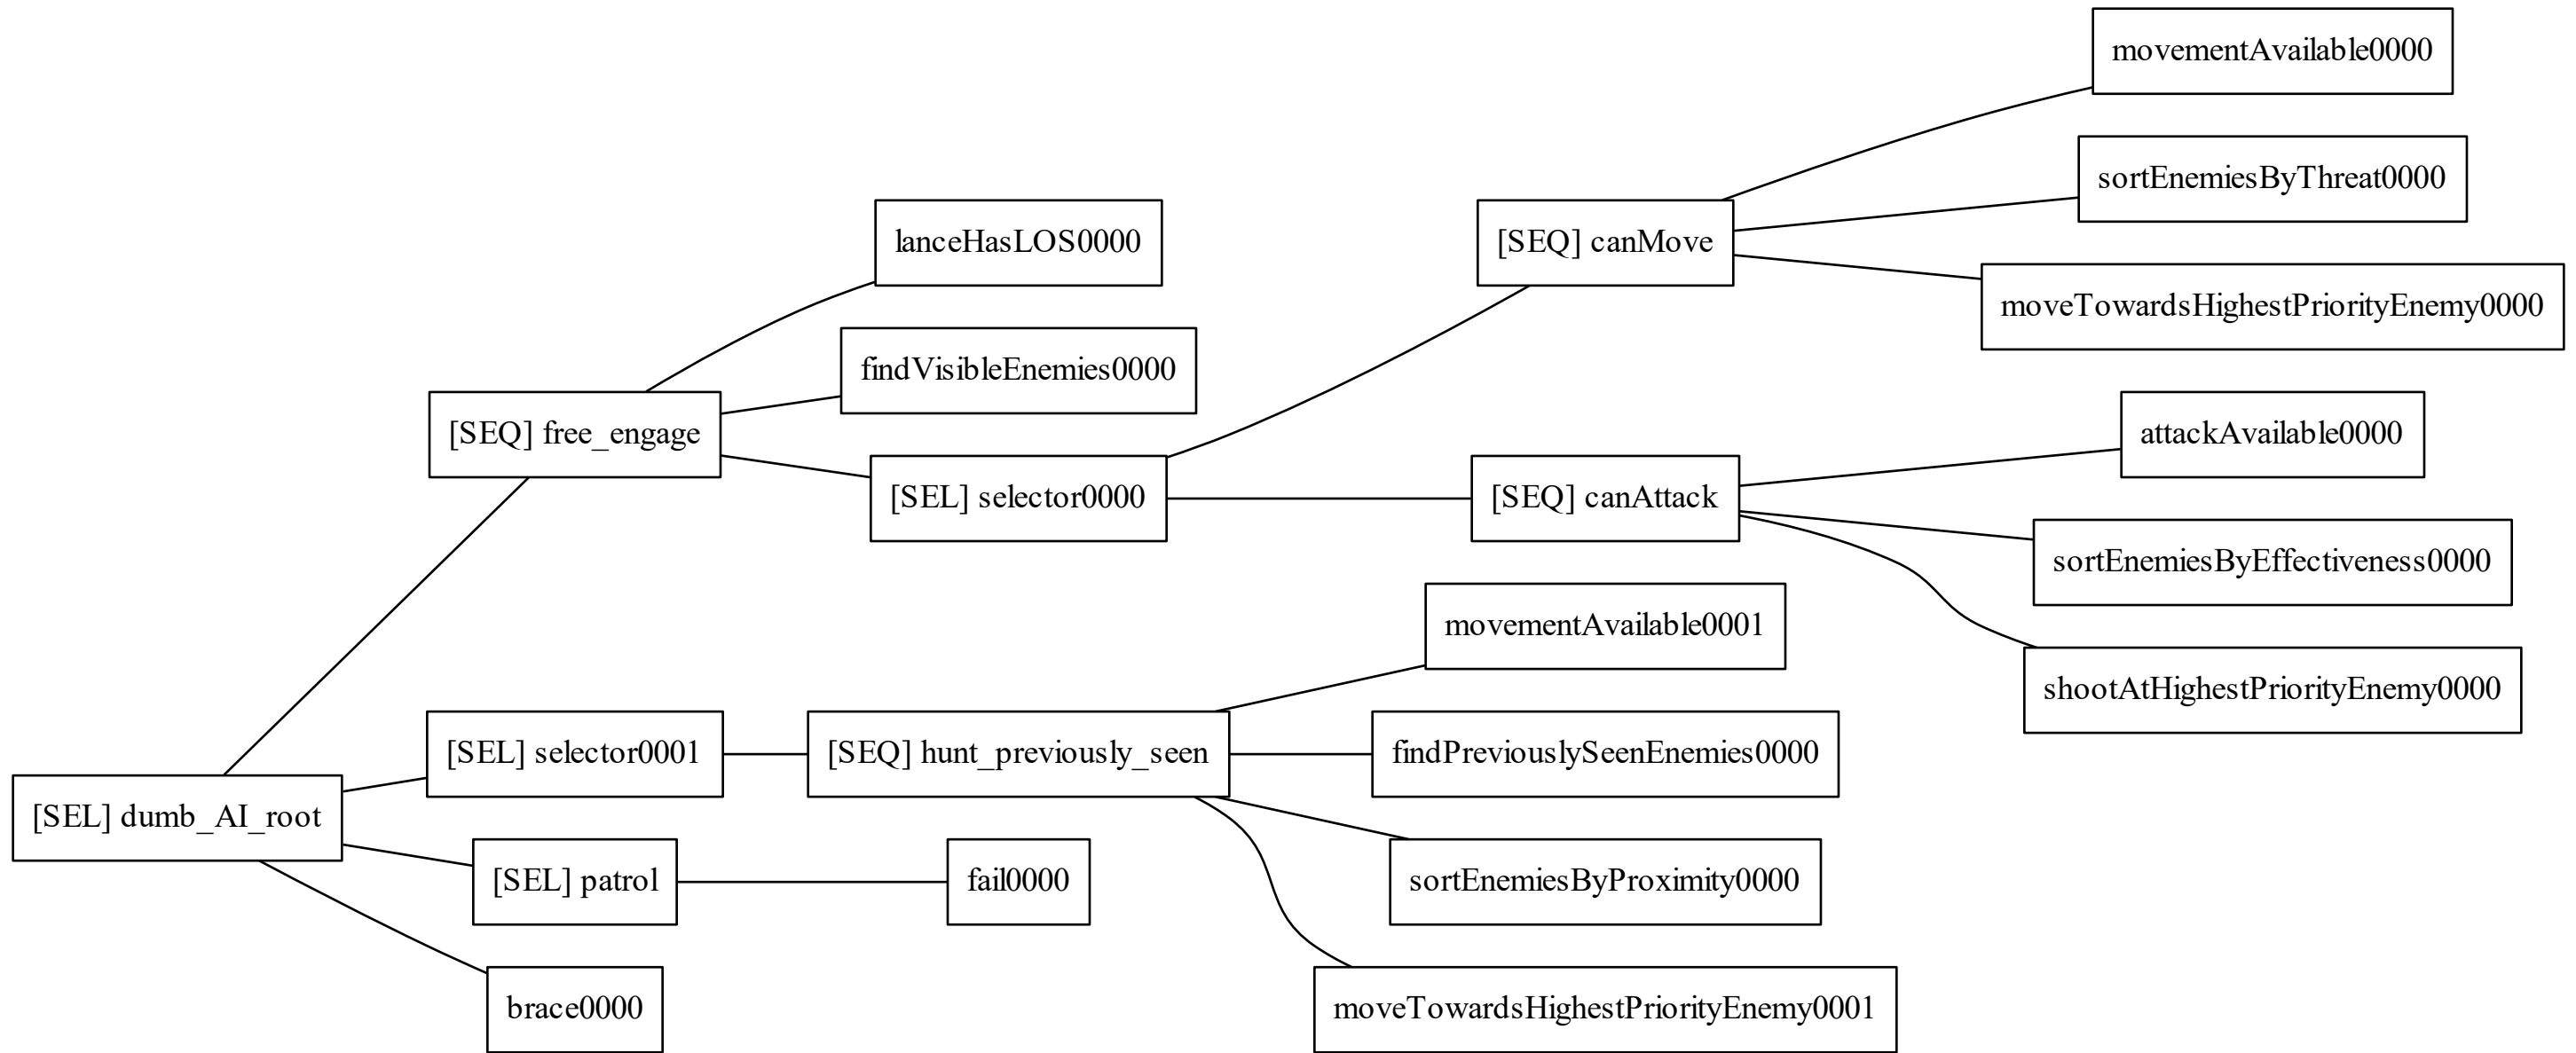 movementAvailable0000
sortEnemiesByThreat0000
lanceHasLOS0000
[SEQ] canMove
moveTowardsHighestPriorityEnemy0000
findVisibleEnemies0000
[SEQ] free_engage
attackAvailable0000
[SEL] selector0000
[SEQ] canAttack
sortEnemiesByEffectiveness0000
movementAvailable0001
shootAtHighestPriorityEnemy0000
[SEL] selector0001
[SEQ] hunt_previously_seen
findPreviouslySeenEnemies0000
[SEL] dumb_AI_root
[SEL] patrol
fail0000
sortEnemiesByProximity0000
brace0000
moveTowardsHighestPriorityEnemy0001